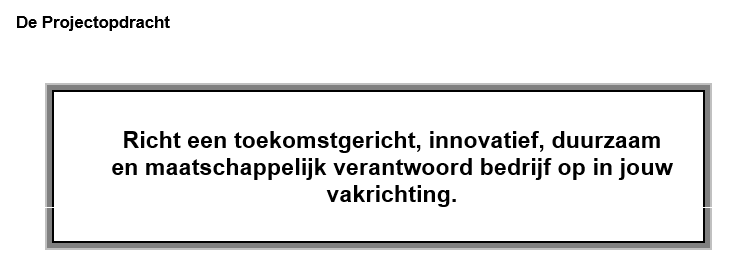 De Projectopdracht
Richt een toekomstgericht, innovatief, duurzaam
en maatschappelijk verantwoord bedrijf op in jouw
vakrichting.